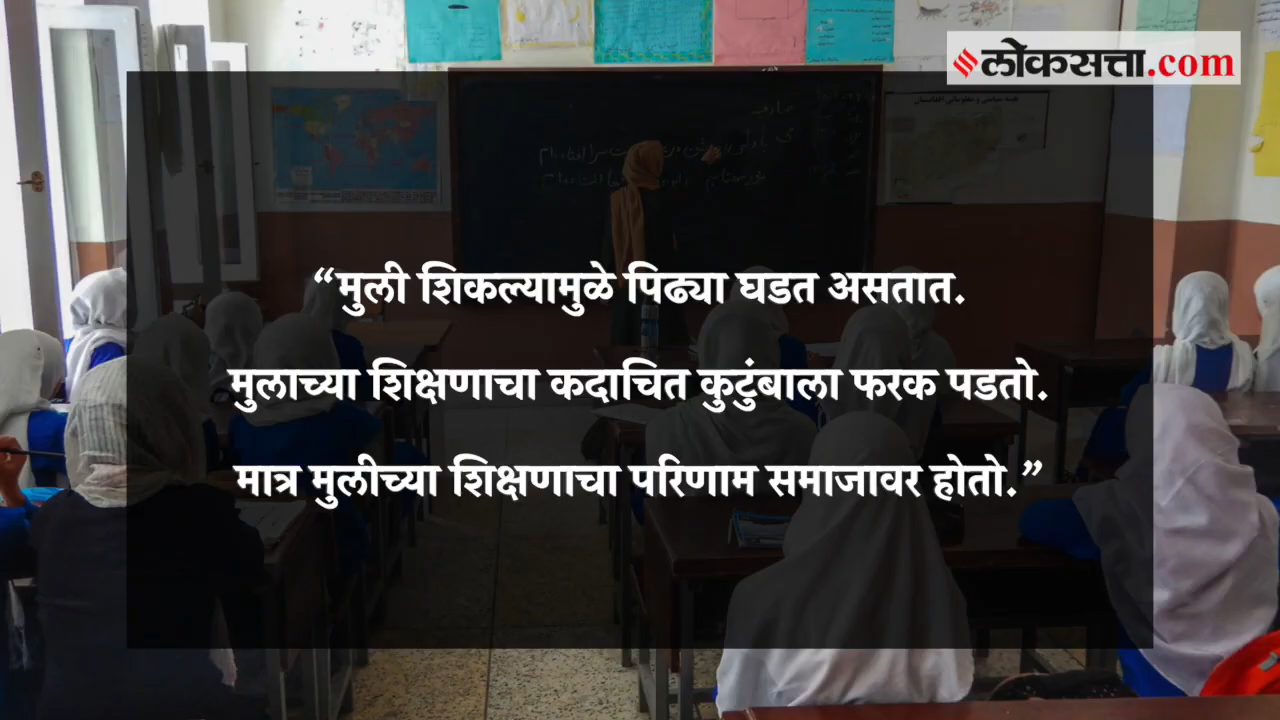 लोकसत्ता.com
“मुली शिकल्यामुळे पिढ्या घडत असतात.
मुलाच्या शिक्षणाचा कदाचित कुटुंबाला फरक पडतो.
मात्र मुलीच्या शिक्षणाचा परिणाम समाजावर होतो.”